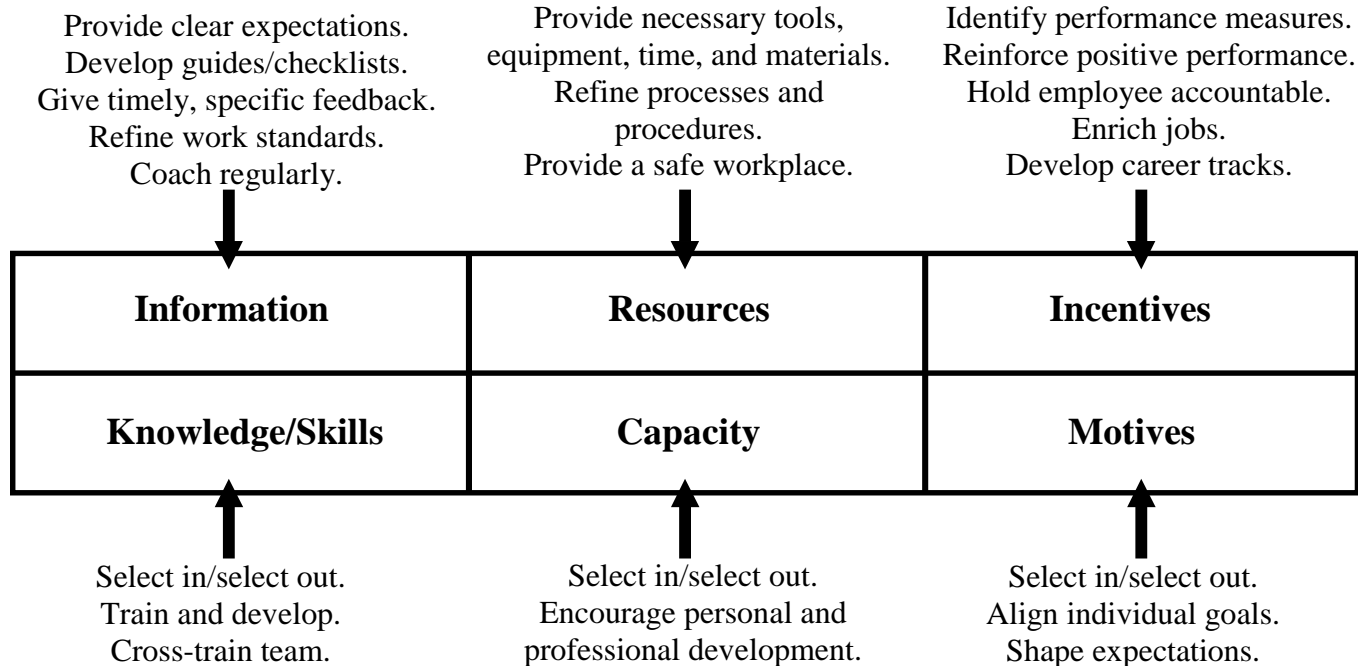 Provide clear expectations.
Develop guides/checklists.
Give timely, specific feedback.
Refine work standards.
Coach regularly.
Provide necessary tools,
equipment, time, and materials.
Refine processes and
procedures.
Provide a safe workplace.
Identify performance measures.
Reinforce positive performance.
Hold employee accountable.
Enrich jobs.
Develop career tracks.
Information
Resources
Incentives
Knowledge/Skills
Capacity
Motives
Select in/select out.
Train and develop.
Cross-train team.
Select in/select out.
Encourage personal and
professional development.
Select in/select out.
Align individual goals.
Shape expectations.